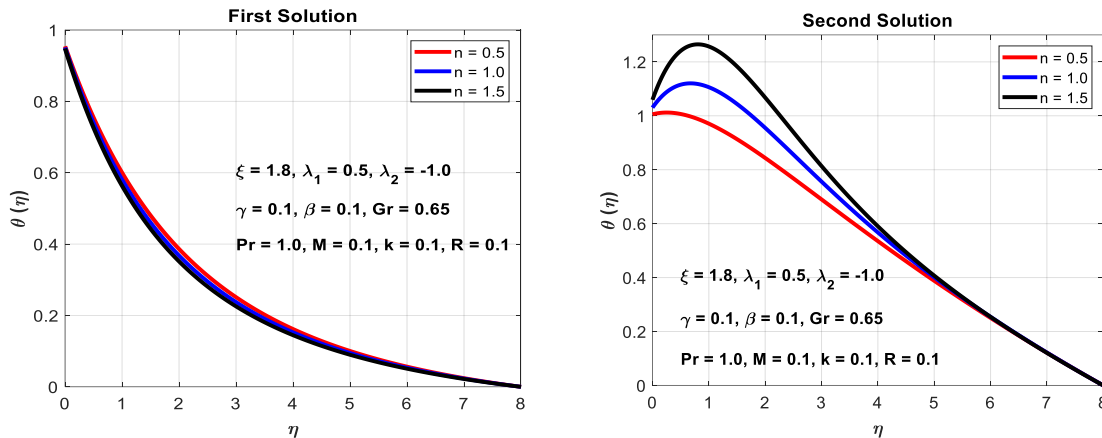 First Solution
1
0.8
0.6
0.4
0.2
0
θ (η)
n = 0.5
n = 1.0
n = 1.5
ξ = 1.8, λ1 = 0.5, λ2 = -1.0
γ = 0.1, β = 0.1, Gr = 0.65
Pr = 1.0, M = 0.1, k = 0.1, R = 0.1
0 1 2 3 4 5 6 7 8
η
Second Solution
1.2
1
0.8
0.6
0.4
0.2
0
θ (η)
n = 0.5
n = 1.0
n = 1.5
ξ = 1.8, λ1 = 0.5, λ2 = -1.0
γ = 0.1, β = 0.1, Gr = 0.65
Pr = 1.0, M = 0.1, k = 0.1, R = 0.1
0 1 2 3 4 5 6 7 8
η